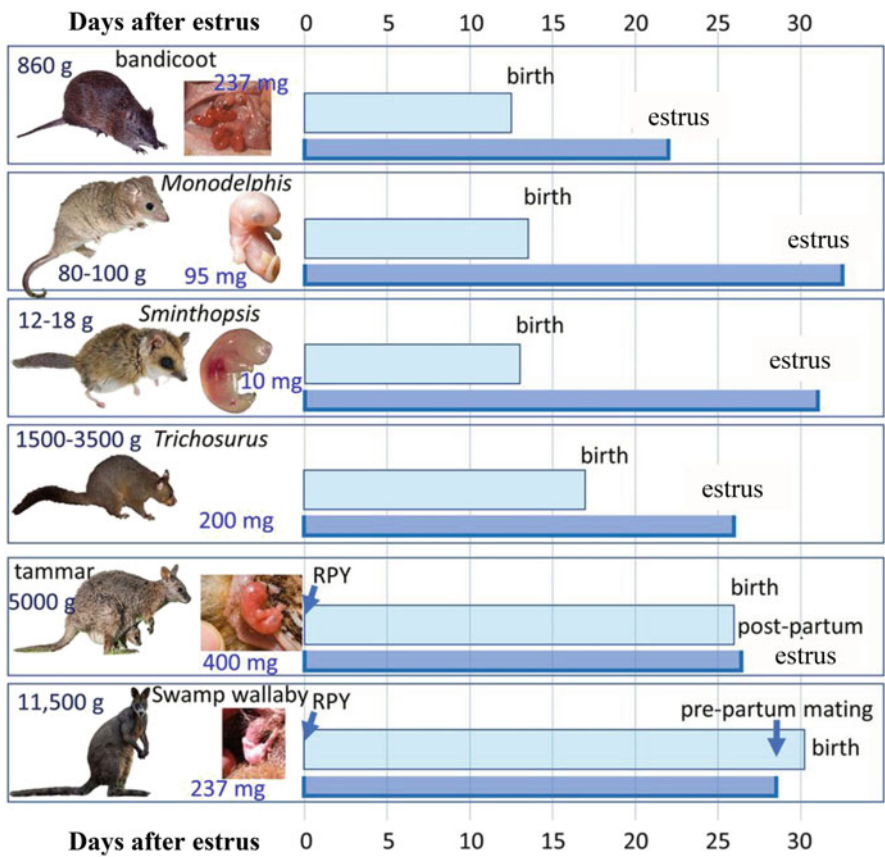 Days after estrus 0 5 10 15 20 25 30
860 g bandicoot
237 mg
birth
estrus
Monodelphis
80-100 g
95 mg
birth
estrus
12-18 g Sminthopsis
10 mg
birth
estrus
1500-3500 g Trichosurus
200 mg
birth
estrus
tammar
5000 g
400 mg
RPY
birth
post-partum
estrus
11,500 g Swamp wallaby
237 mg
RPY
pre-partum mating
birth
Days after estrus 0 5 10 15 20 25 30